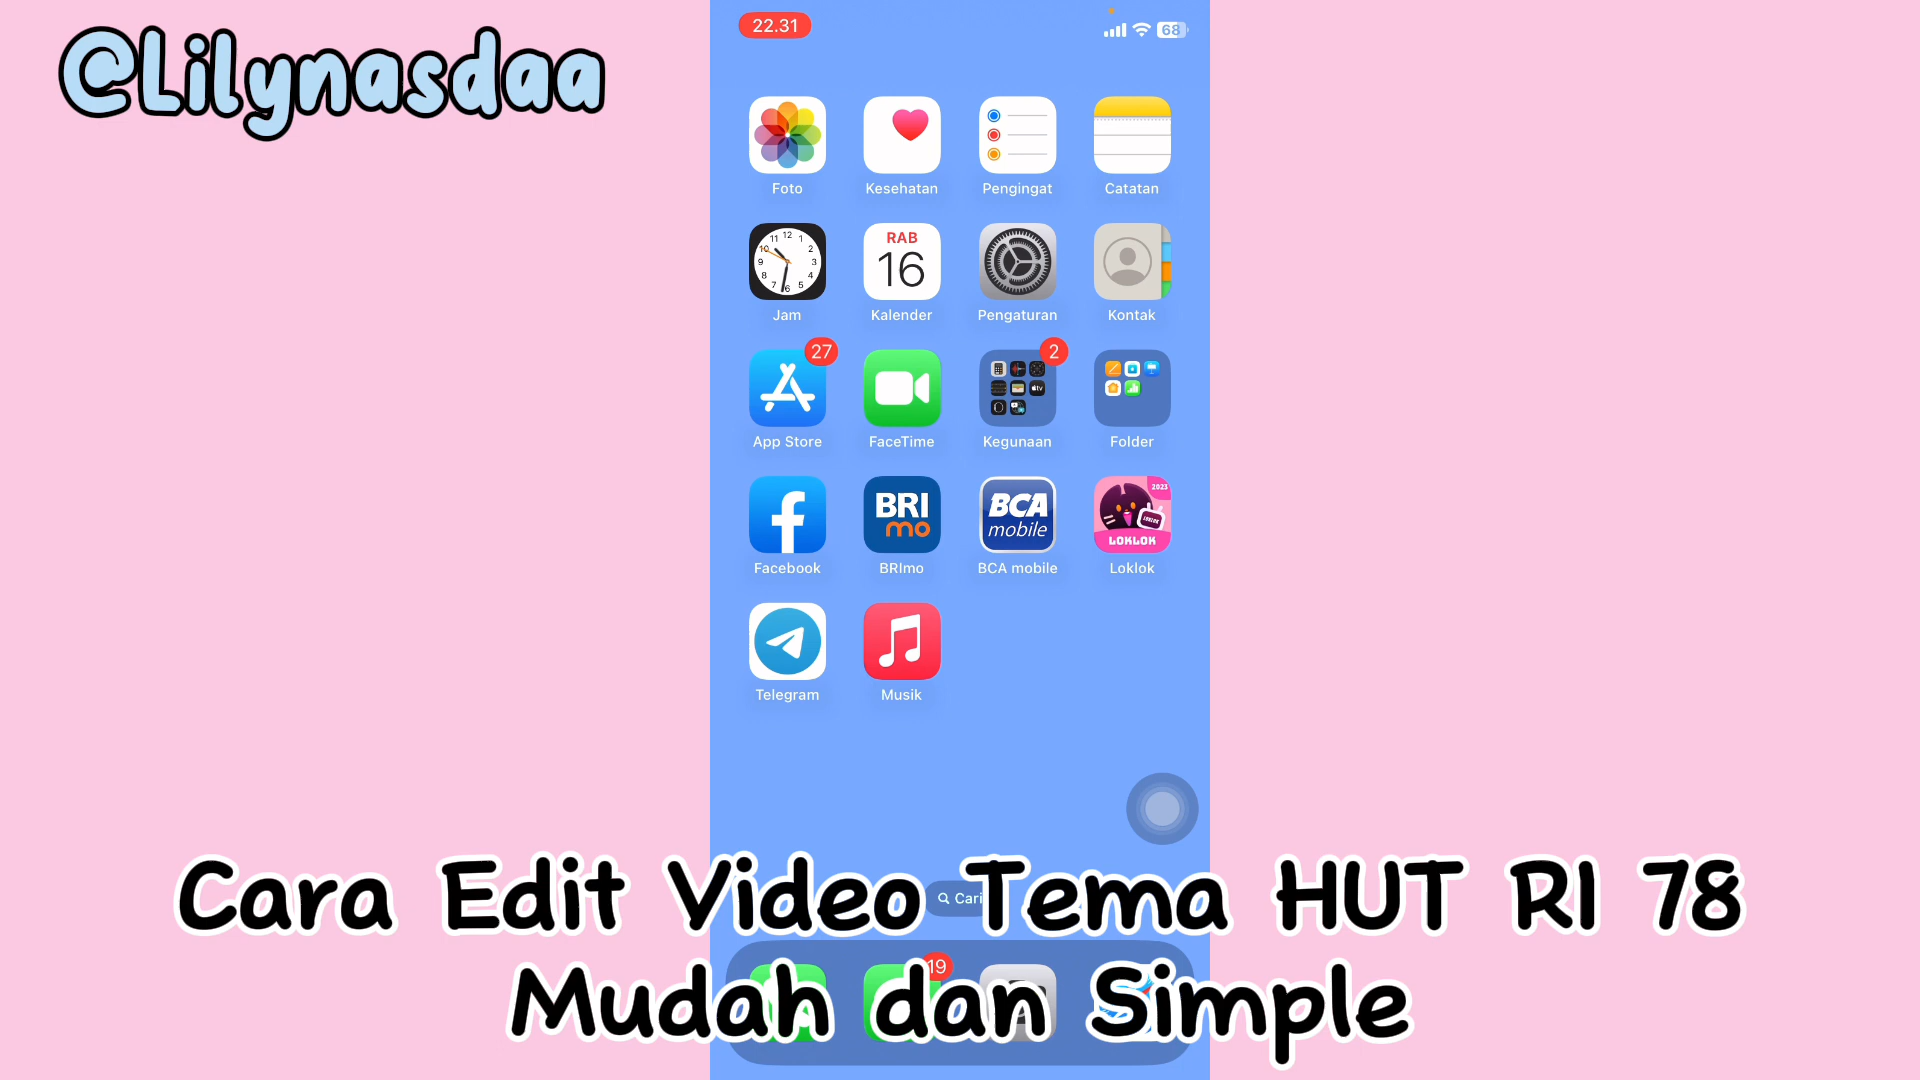 @Lilynasdaa
22.31
68
Foto
Kesehatan
Pengingat
Catatan
RAB
16
Jam
Kalender
Pengaturan
Kontak
27
2
App Store
FaceTime
Kegunaan
Folder
BRI
mo
BCA
mobile
2023
LOKLOK
Facebook
BRImo
BCA mobile
Loklok
Telegram
Musik
Cari
Cara Edit Video Tema HUT RI 78
19
Mudah dan Simple